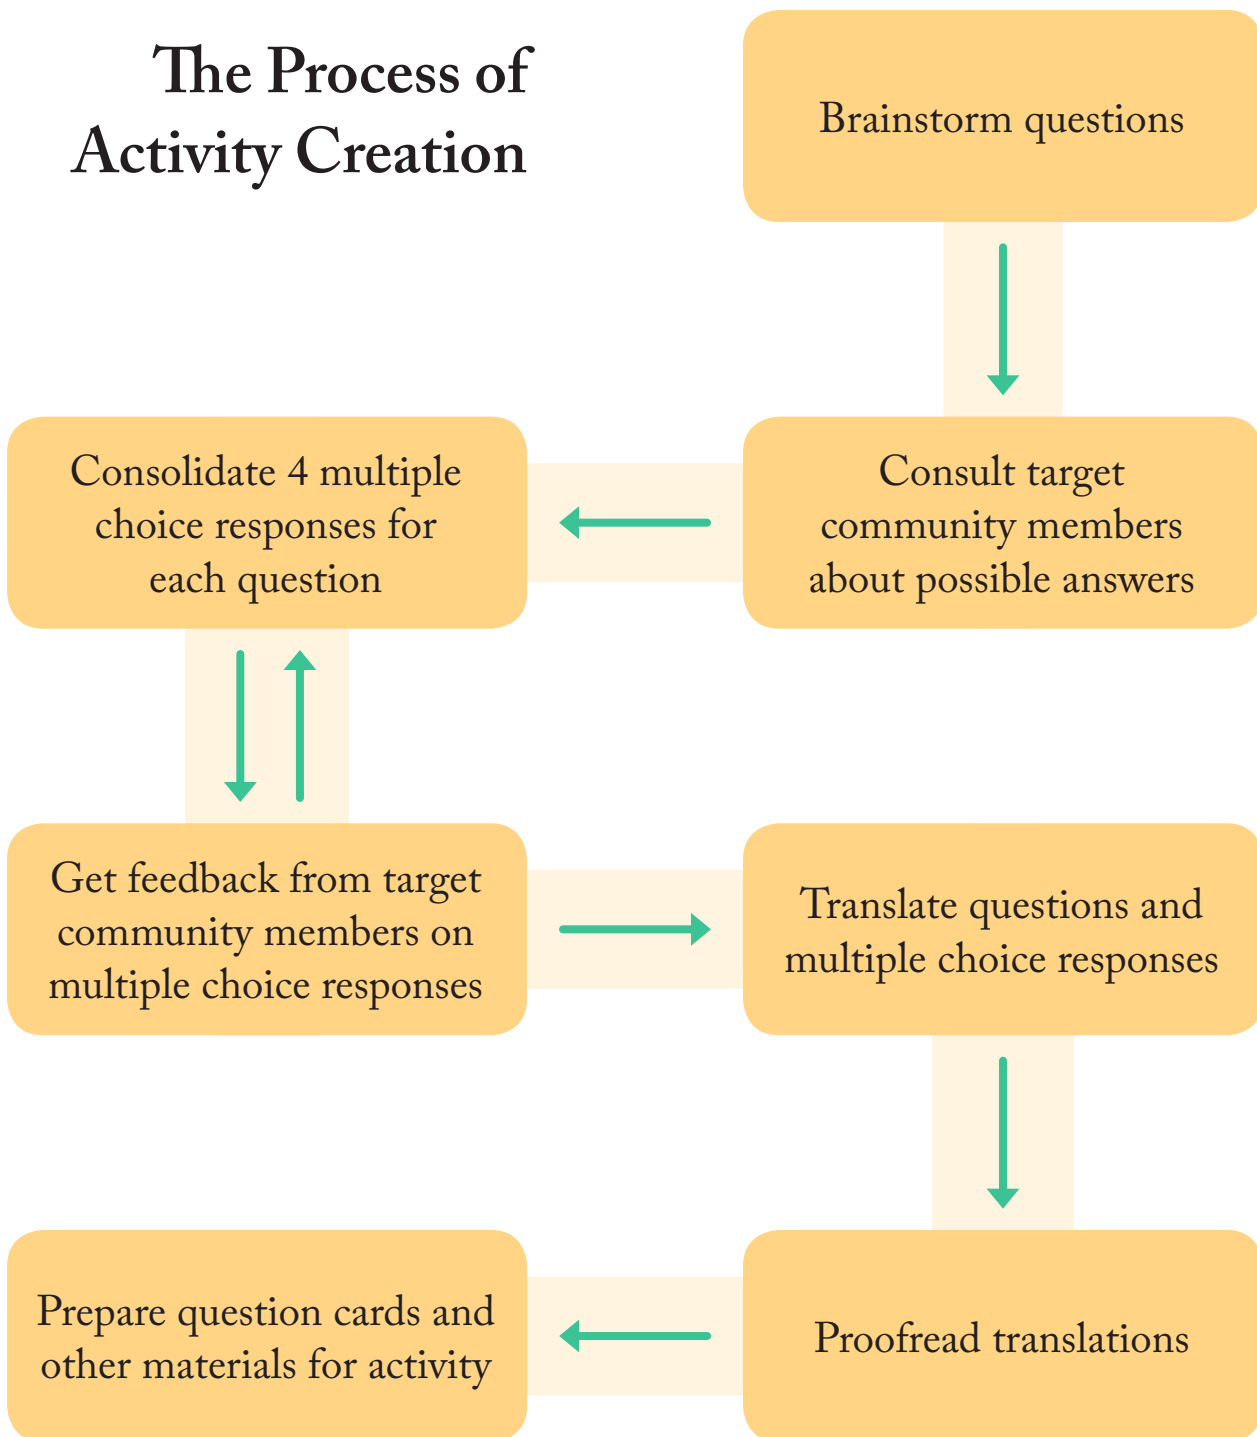 The Process of
Activity Creation
Brainstorm questions
Consult target
community members
about possible answers
Consolidate 4 multiple
choice responses for
each question
Get feedback from target
community members on
multiple choice responses
Translate questions and
multiple choice responses
Proofread translations
Prepare question cards and
other materials for activity